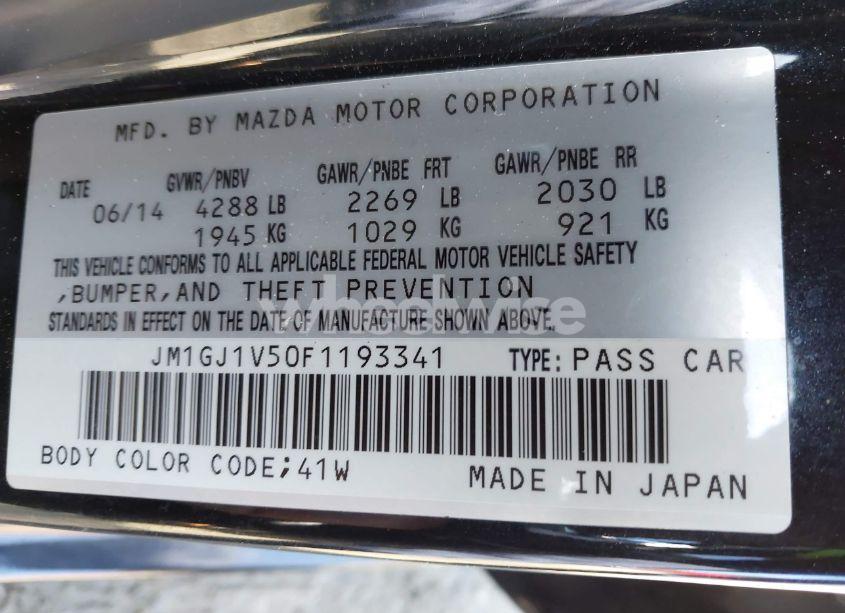 MFD. BY MAZDA MOTOR CORPORATION
DATE GVWR/PNBV GAWR/PNBE FRT GAWR/PNBE RR
06/14 4288 LB 2269 LB 2030 LB
1945 KG 1029 KG 921 KG
THIS VEHICLE CONFORMS TO ALL APPLICABLE FEDERAL MOTOR VEHICLE SAFETY
,BUMPER,AND THEFT PREVENTION
STANDARDS IN EFFECT ON THE DATE OF MANUFACTURE SHOWN ABOVE.
wheelwise
JM1GJ1V50F1193341 TYPE: PASS CAR
BODY COLOR CODE;41W
MADE IN JAPAN